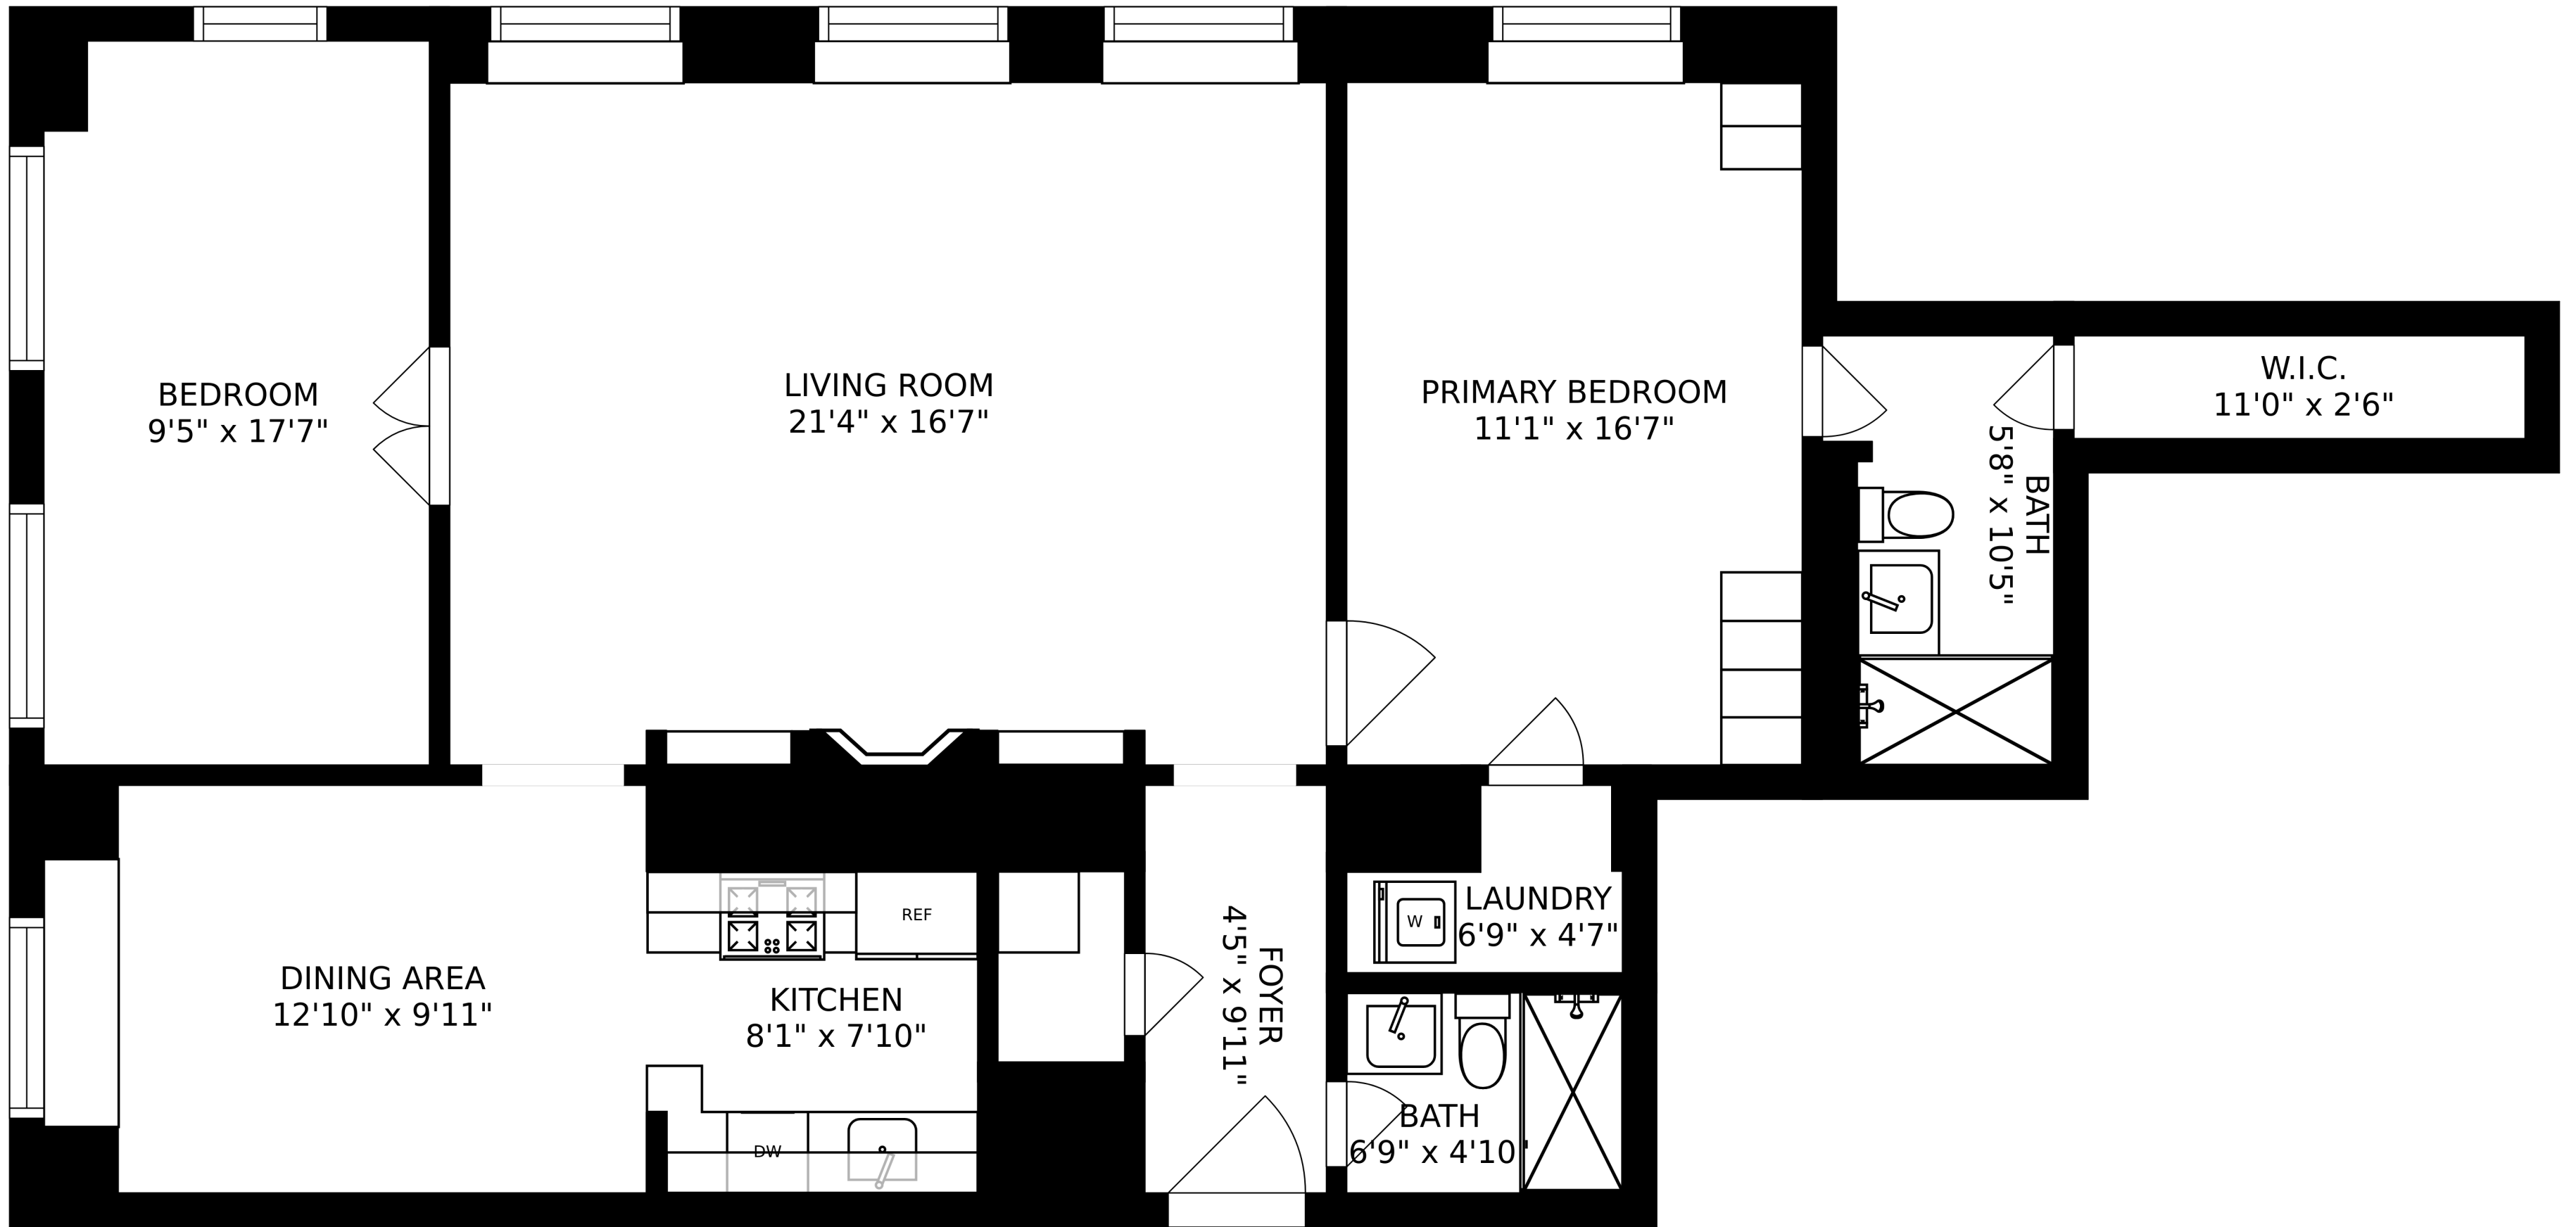 BEDROOM
9'5" x 17'7"
LIVING ROOM
21'4" x 16'7"
PRIMARY BEDROOM
11'1" x 16'7"
W.I.C.
11'0" x 2'6"
BATH
5'8" x 10'5"
DINING AREA
12'10" x 9'11"
REF
KITCHEN
8'1" x 7'10"
DW
FOYER
4'5" x 9'11"
W
LAUNDRY
6'9" x 4'7"
BATH
6'9" x 4'10"